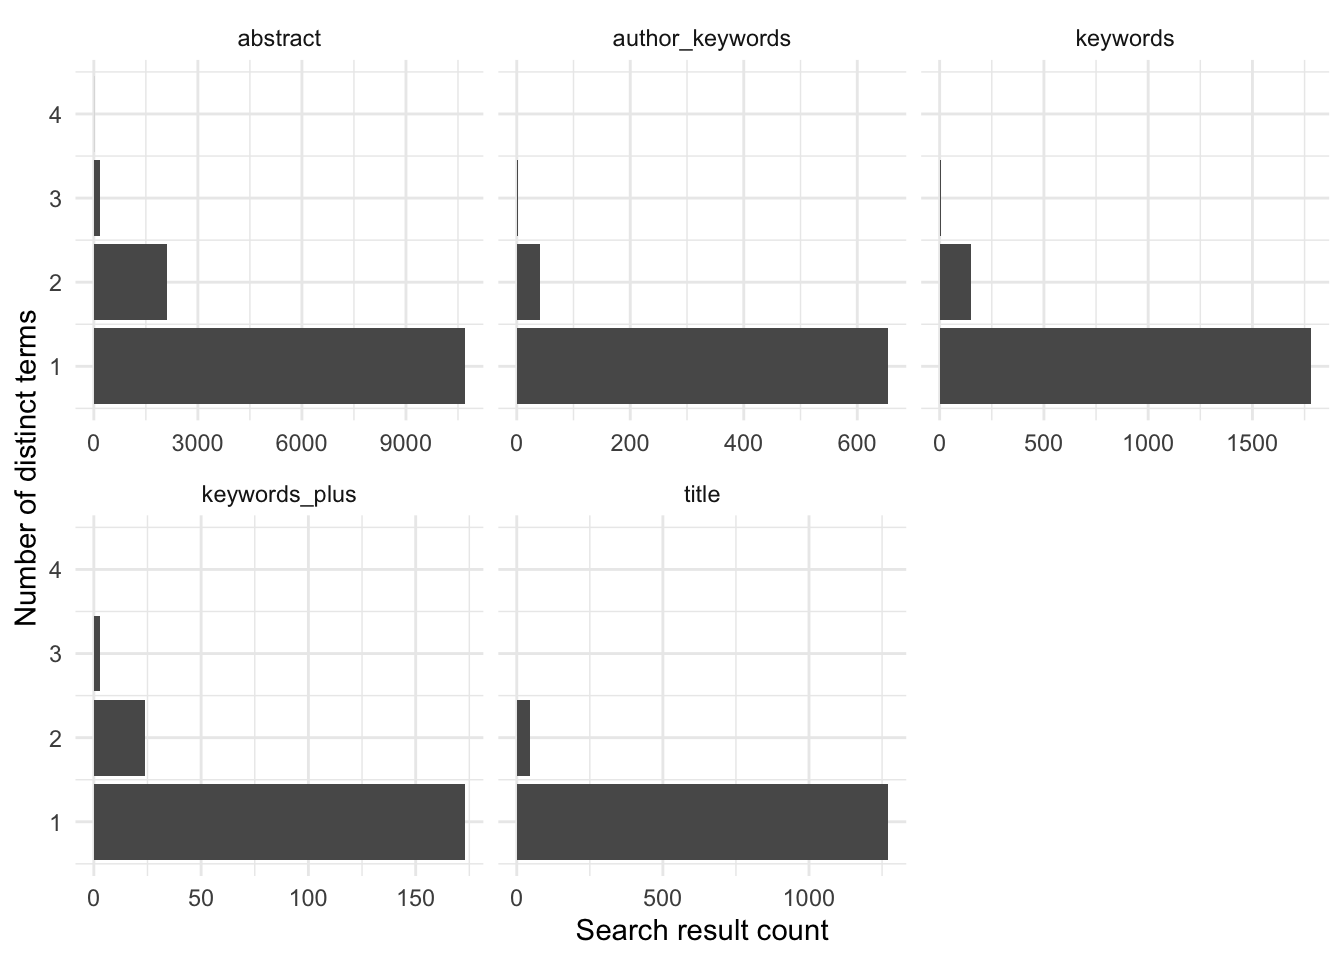 abstract
author_keywords
keywords
4
3
2
1
0 3000 6000 9000
0 200 400 600
0 500 1000 1500
keywords_plus
title
4
3
2
1
0 50 100 150
0 500 1000
Number of distinct terms
Search result count